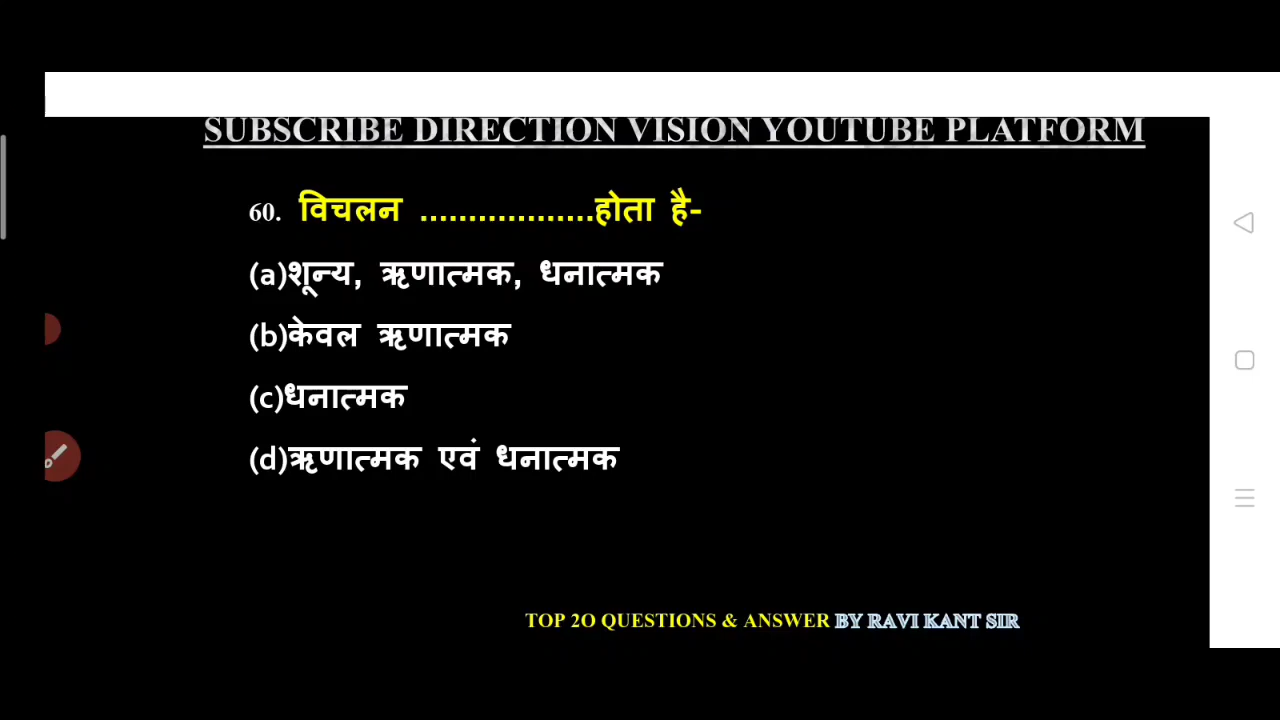 SUBSCRIBE DIRECTION VISION YOUTUBE PLATFORM
60. विचलन ..................होता है-
(a)शून्य, ऋणात्मक, धनात्मक
(b)केवल ऋणात्मक
(c)धनात्मक
(d)ऋणात्मक एवं धनात्मक
TOP 2O QUESTIONS & ANSWER BY RAVI KANT SIR